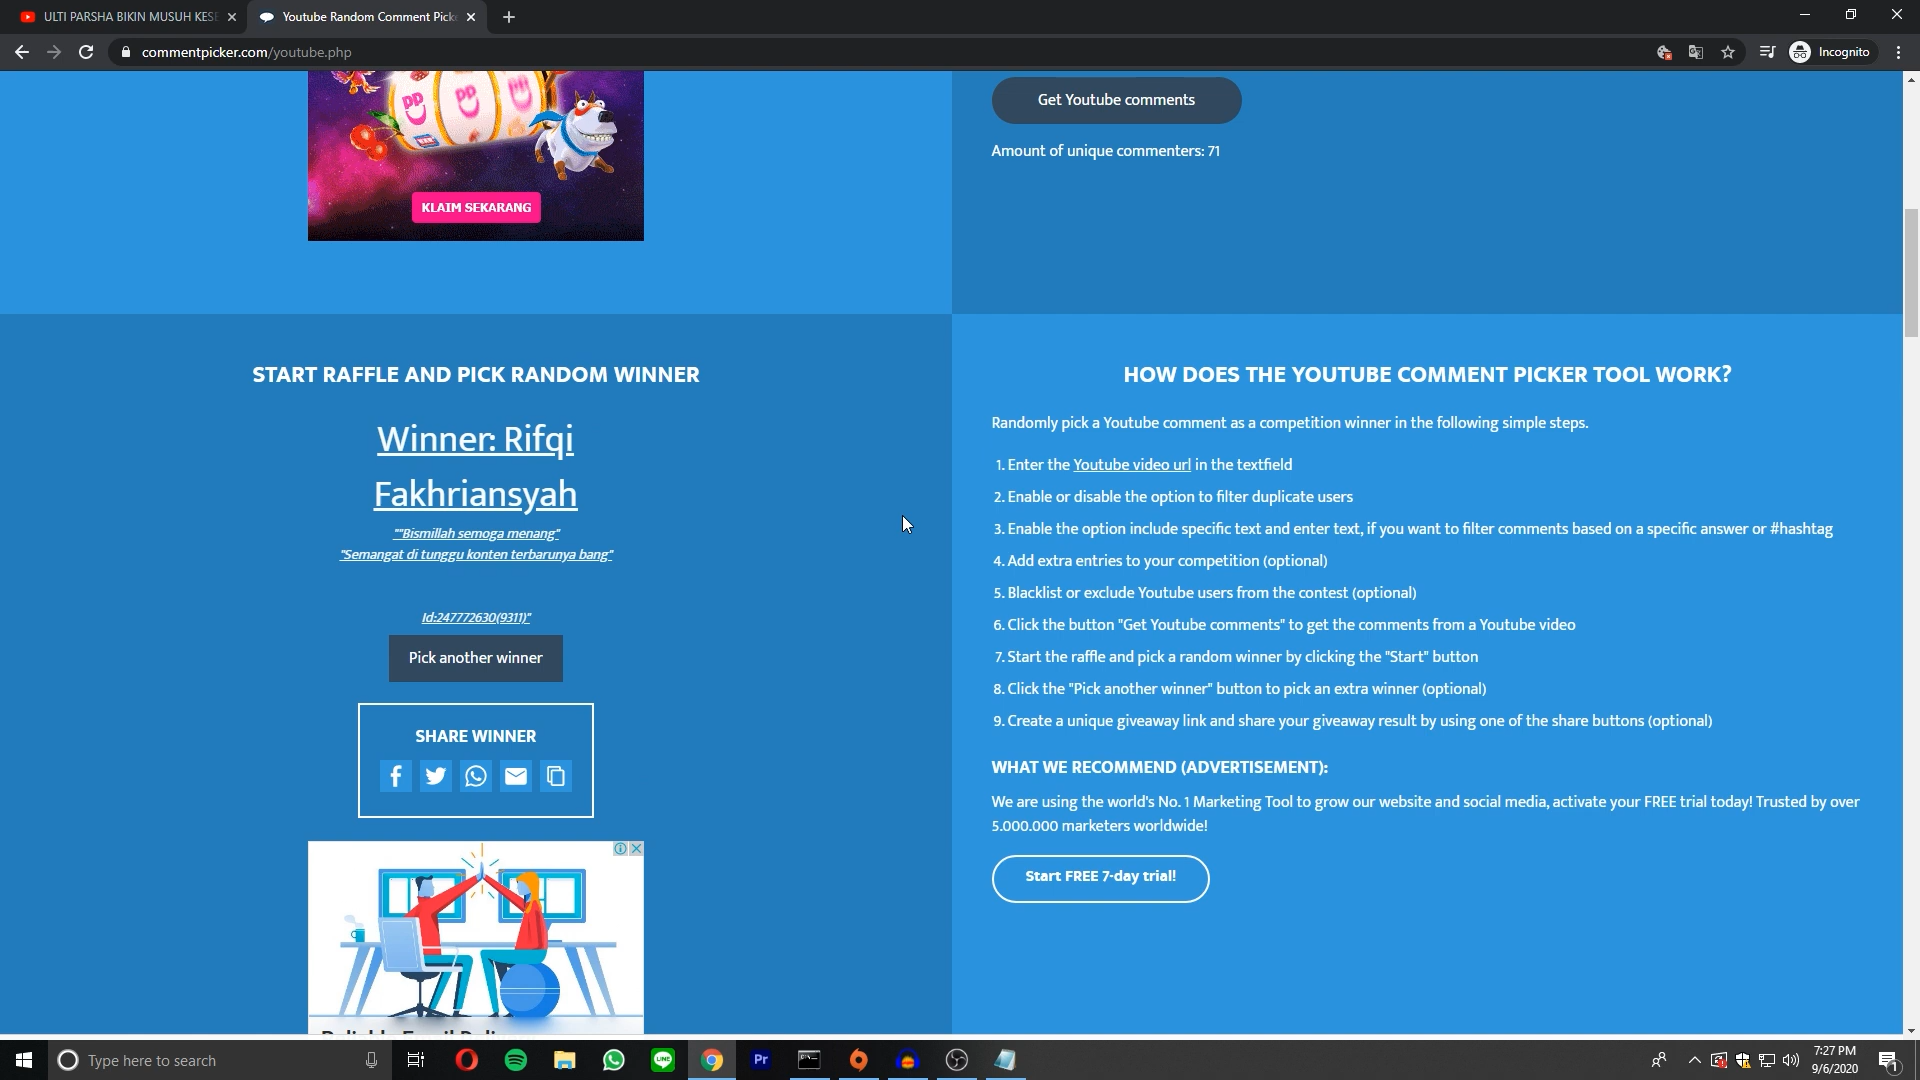 ULTI PARSHA BIKIN MUSUH KESE
Youtube Random Comment Pick
commentpicker.com/youtube.php
Incognito
KLAIM SEKARANG
Get Youtube comments
Amount of unique commenters: 71
START RAFFLE AND PICK RANDOM WINNER
Winner: Rifqi
Fakhriansyah
""Bismillah semoga menang"
"Semangat di tunggu konten terbarunya bang"
Id:247772630(9311)"
Pick another winner
SHARE WINNER
HOW DOES THE YOUTUBE COMMENT PICKER TOOL WORK?
Randomly pick a Youtube comment as a competition winner in the following simple steps.
1. Enter the Youtube video url in the textfield
2. Enable or disable the option to filter duplicate users
3. Enable the option include specific text and enter text, if you want to filter comments based on a specific answer or #hashtag
4. Add extra entries to your competition (optional)
5. Blacklist or exclude Youtube users from the contest (optional)
6. Click the button "Get Youtube comments" to get the comments from a Youtube video
7. Start the raffle and pick a random winner by clicking the "Start" button
8. Click the "Pick another winner" button to pick an extra winner (optional)
9. Create a unique giveaway link and share your giveaway result by using one of the share buttons (optional)
WHAT WE RECOMMEND (ADVERTISEMENT):
We are using the world's No. 1 Marketing Tool to grow our website and social media, activate your FREE trial today! Trusted by over
5.000.000 marketers worldwide!
Start FREE 7-day trial!
Type here to search
LINE
Pr
7:27 PM
9/6/2020
1